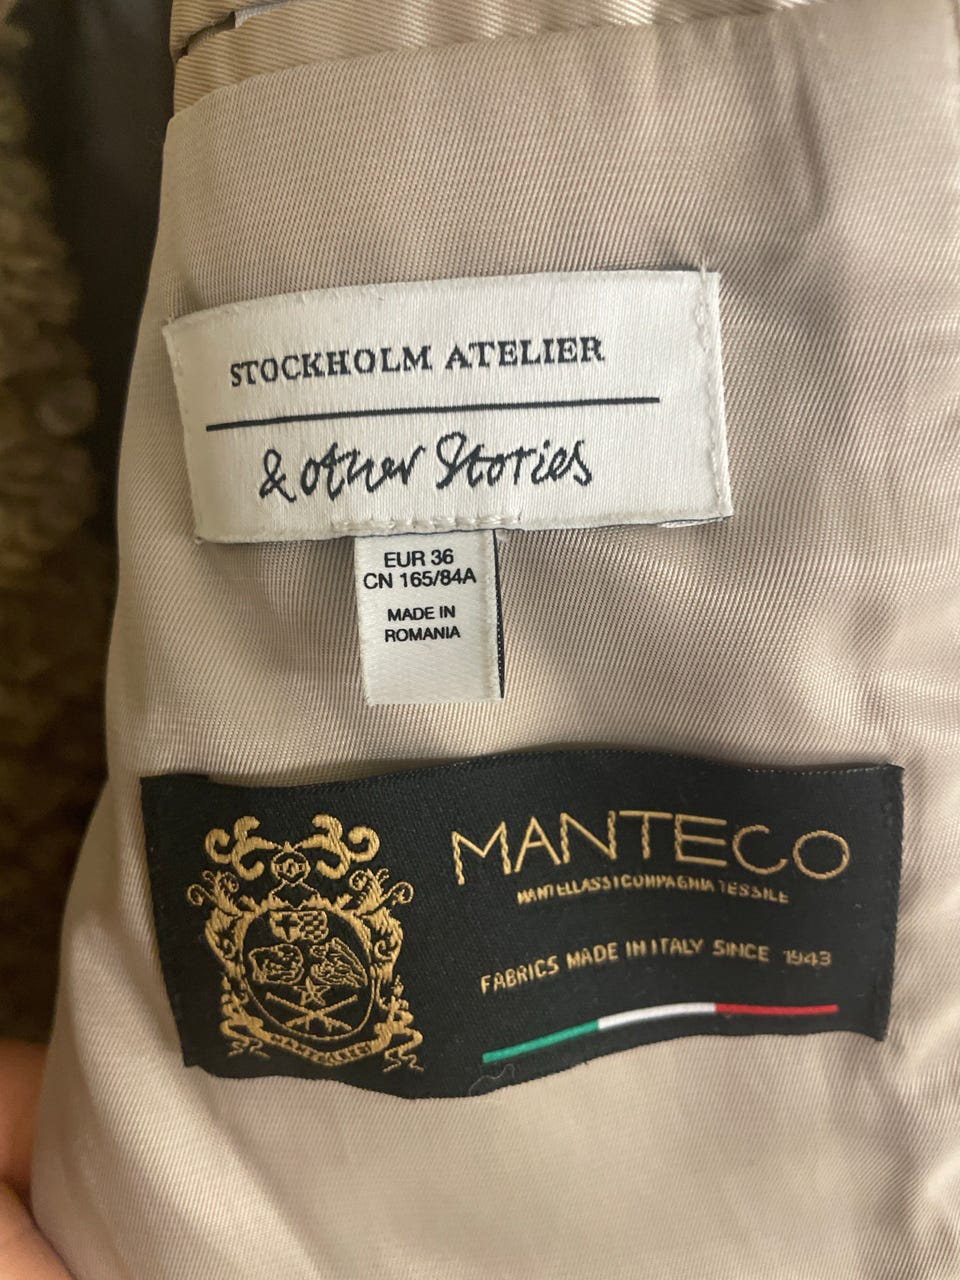 STOCKHOLM ATELIER
& other Stories
EUR 36
CN 165/84A
MADE IN
ROMANIA
MANTECO
MANTELLASSI COMPAGNIA TESSILE
FABRICS MADE IN ITALY SINCE 1943